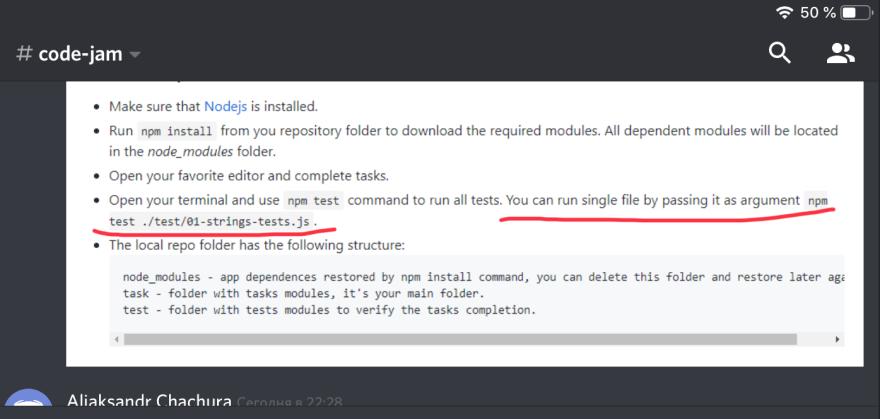 50 %
# code-jam
Make sure that Nodejs is installed.
Run npm install from you repository folder to download the required modules. All dependent modules will be located
in the node_modules folder.
Open your favorite editor and complete tasks.
Open your terminal and use npm test command to run all tests. You can run single file by passing it as argument npm
test ./test/01-strings-tests.js .
The local repo folder has the following structure:
node_modules - app dependences restored by npm install command, you can delete this folder and restore later aga
task - folder with tasks modules, it's your main folder.
test - folder with tests modules to verify the tasks completion.
Aliaksandr Chachura Сегодня в 22:28